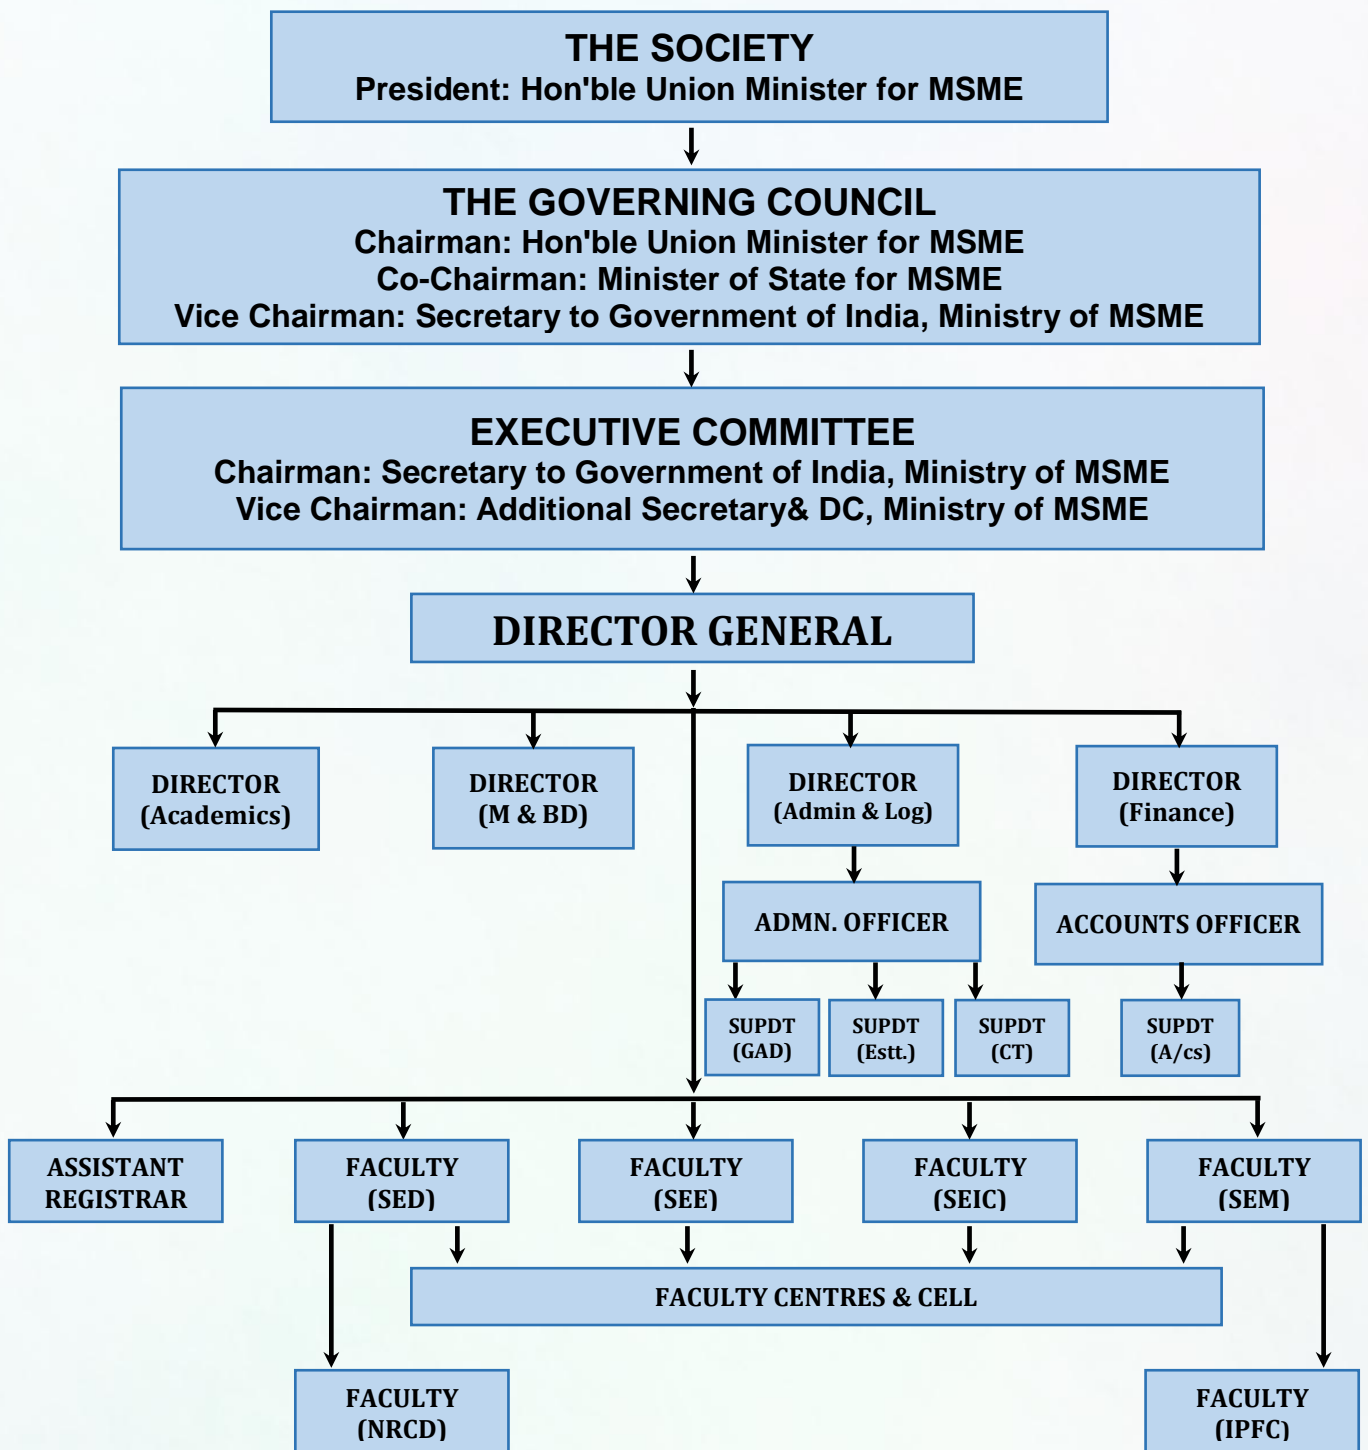 THE SOCIETY
President: Hon'ble Union Minister for MSME
THE GOVERNING COUNCIL
Chairman: Hon'ble Union Minister for MSME
Co-Chairman: Minister of State for MSME
Vice Chairman: Secretary to Government of India, Ministry of MSME
EXECUTIVE COMMITTEE
Chairman: Secretary to Government of India, Ministry of MSME
Vice Chairman: Additional Secretary& DC, Ministry of MSME
DIRECTOR GENERAL
DIRECTOR
(Academics)
DIRECTOR
(M & BD)
DIRECTOR
(Admin & Log)
DIRECTOR
(Finance)
ADMN. OFFICER
ACCOUNTS OFFICER
SUPDT
(GAD)
SUPDT
(Estt.)
SUPDT
(CT)
SUPDT
(A/cs)
ASSISTANT
REGISTRAR
FACULTY
(SED)
FACULTY
(SEE)
FACULTY
(SEIC)
FACULTY
(SEM)
FACULTY CENTRES & CELL
FACULTY
(NRCD)
FACULTY
(IPFC)